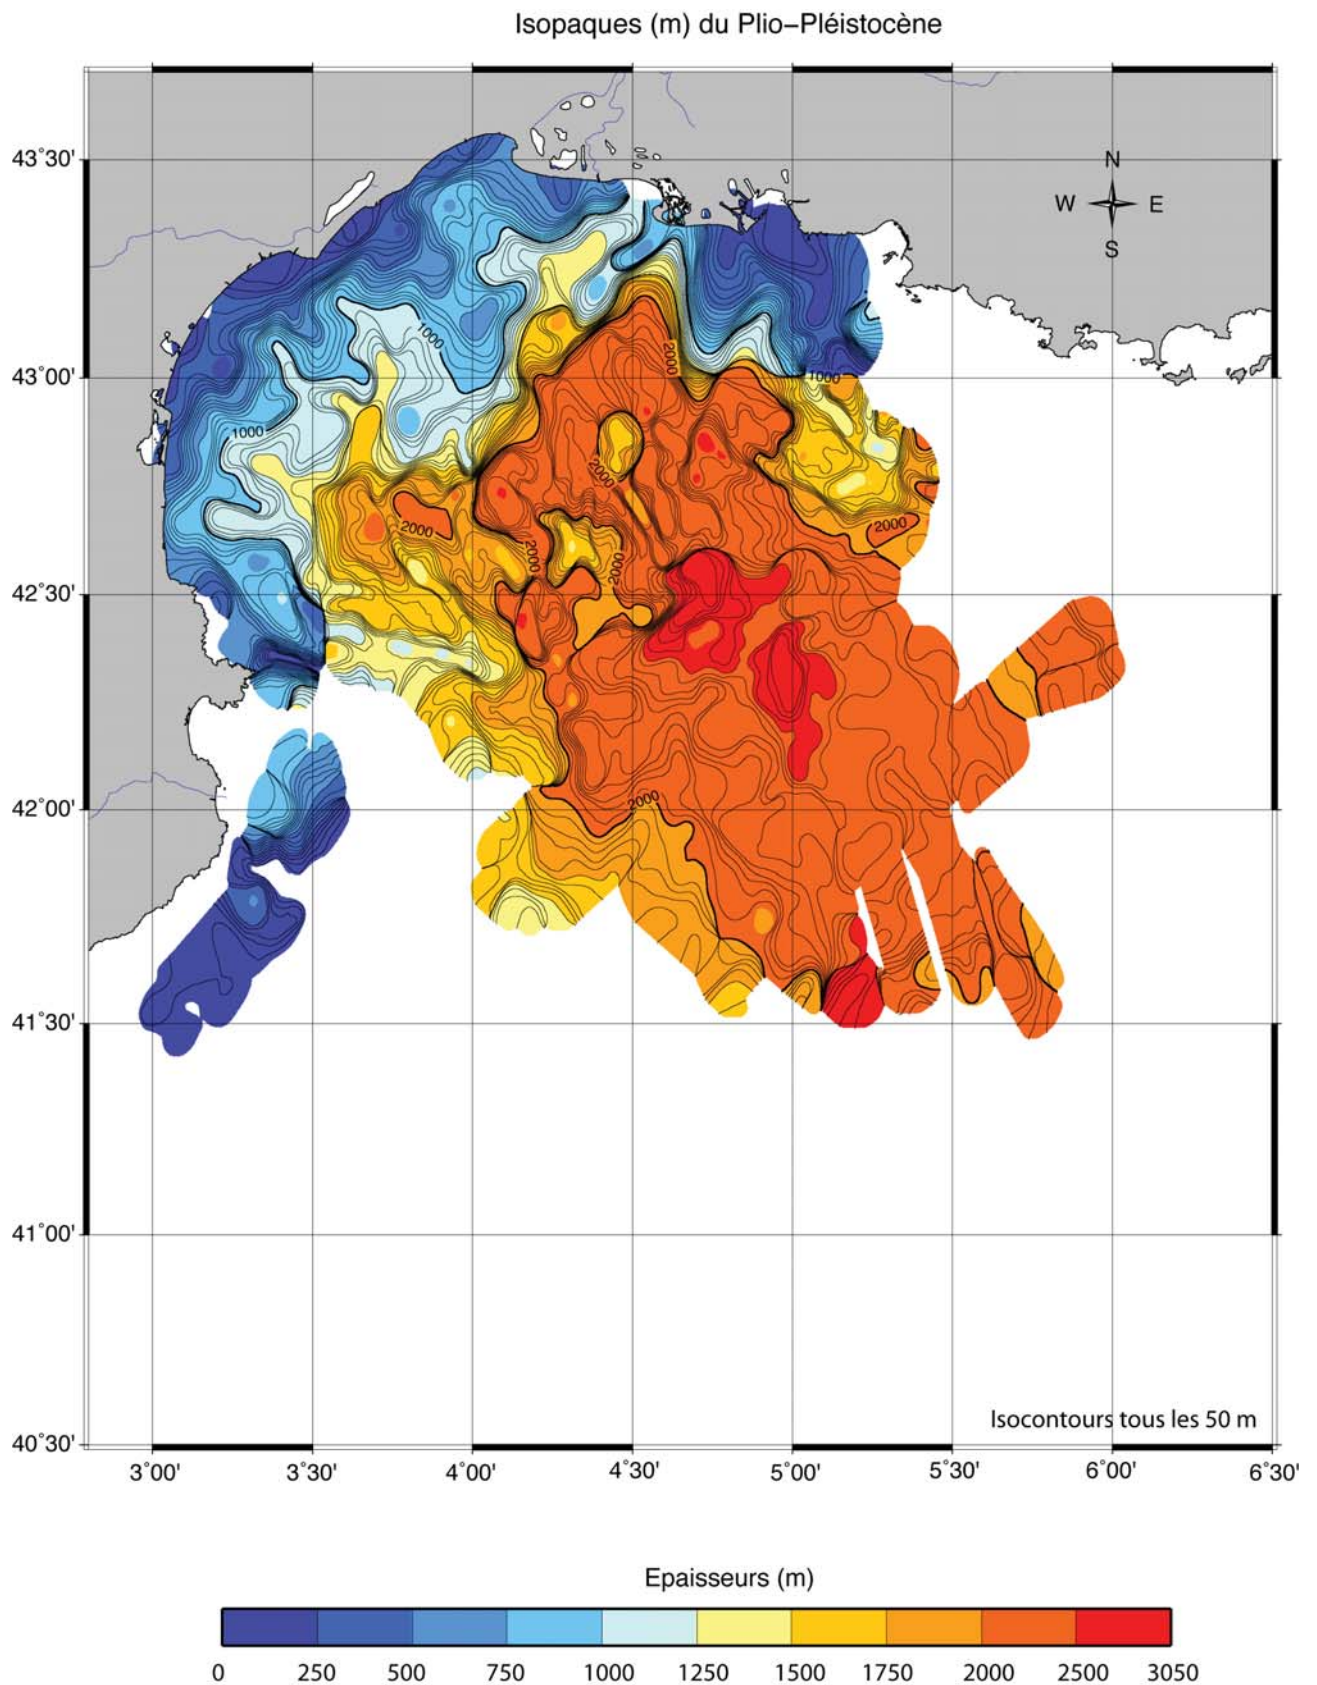 Isopaques (m) du Plio−Pléistocène
43˚30'
N
W E
S
1000
2000
43˚00'
1000
1000
2000
2000
2000
2000
2000
42˚30'
2000
42˚00'
41˚30'
41˚00'
Isocontours tous les 50 m
40˚30'
3˚00' 3˚30' 4˚00' 4˚30' 5˚00' 5˚30' 6˚00' 6˚30'
Epaisseurs (m)
0 250 500 750 1000 1250 1500 1750 2000 2500 3050